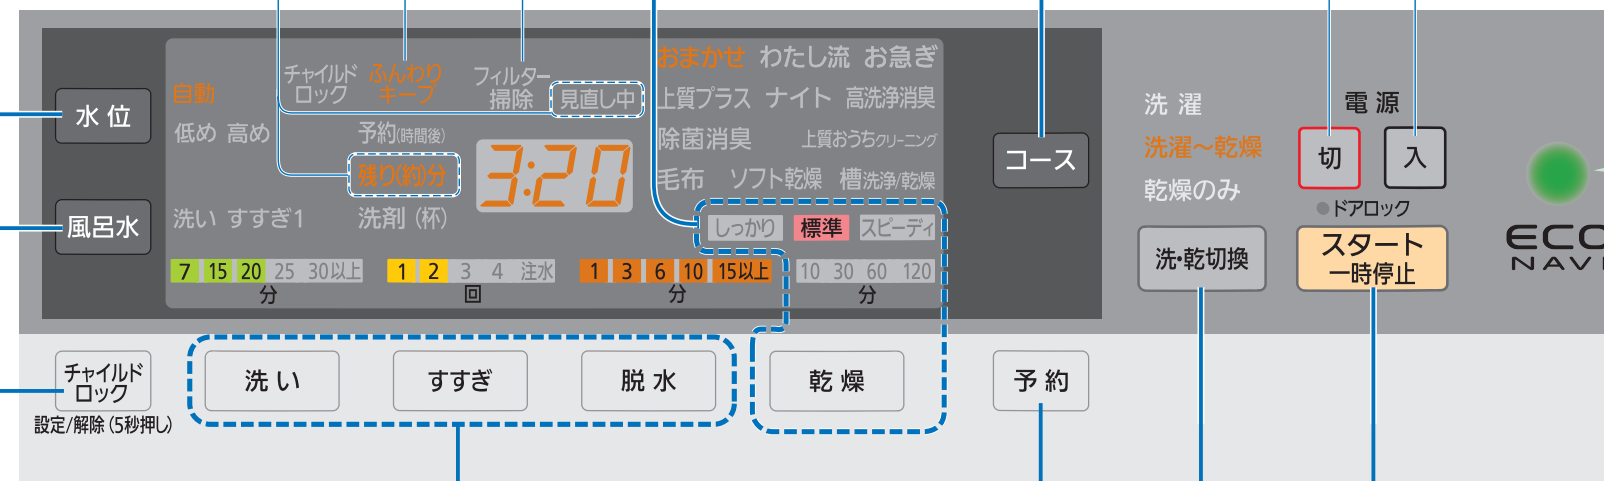 おまかせ わたし流 お急ぎ
チャイルド
ロック
ふんわり
キープ
フィルター
掃除
見直し中
自動
上質プラス ナイト 高洗浄消臭
低め 高め
予約(時間後)
除菌消臭 上質おうちクリーニング
残り(約)分
3:20
毛布 ソフト乾燥 槽洗浄/乾燥
洗い すすぎ1
洗剤 (杯)
しっかり 標準 スピーディ
7 15 20 25 30以上
分
1 2 3 4 注水
回
1 3 6 10 15以上
分
10 30 60 120
分
水位
風呂水
コース
洗濯
洗濯~乾燥
乾燥のみ
電源
切 入
ドアロック
洗・乾切換
スタート
一時停止
ECO
NAV
チャイルド
ロック
設定/解除(5秒押し)
洗い
すすぎ
脱水
乾燥
予約